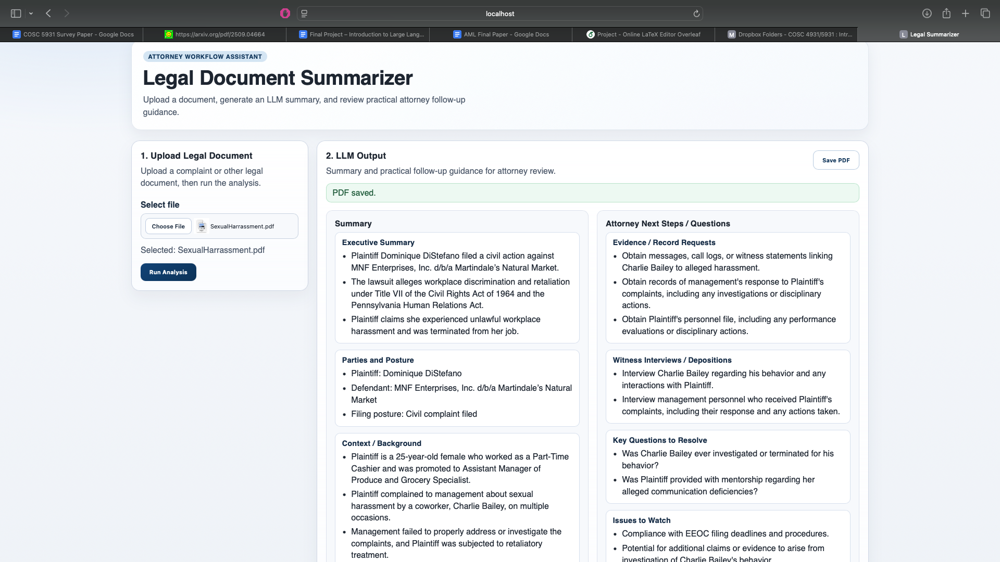 localhost
COSC 5931 Survey Paper - Google Docs
https://arxiv.org/pdf/2509.04664
Final Project – Introduction to Large Lang...
AML Final Paper - Google Docs
Project - Online LaTeX Editor Overleaf
M
Dropbox Folders - COSC 4931/5931 : Intr...
L
Legal Summarizer
ATTORNEY WORKFLOW ASSISTANT
Legal Document Summarizer
Upload a document, generate an LLM summary, and review practical attorney follow-up
guidance.
1. Upload Legal Document
Upload a complaint or other legal
document, then run the analysis.
Select file
Choose File
SexualHarrassment.pdf
Selected: SexualHarrassment.pdf
Run Analysis
2. LLM Output
Summary and practical follow-up guidance for attorney review.
Save PDF
PDF saved.
Summary
Executive Summary
• Plaintiff Dominique DiStefano filed a civil action against
MNF Enterprises, Inc. d/b/a Martindale’s Natural Market.
• The lawsuit alleges workplace discrimination and retaliation
under Title VII of the Civil Rights Act of 1964 and the
Pennsylvania Human Relations Act.
• Plaintiff claims she experienced unlawful workplace
harassment and was terminated from her job.
Parties and Posture
• Plaintiff: Dominique DiStefano
• Defendant: MNF Enterprises, Inc. d/b/a Martindale’s Natural
Market
• Filing posture: Civil complaint filed
Context / Background
• Plaintiff is a 25-year-old female who worked as a Part-Time
Cashier and was promoted to Assistant Manager of
Produce and Grocery Specialist.
• Plaintiff complained to management about sexual
harassment by a coworker, Charlie Bailey, on multiple
occasions.
• Management failed to properly address or investigate the
complaints, and Plaintiff was subjected to retaliatory
treatment.
Attorney Next Steps / Questions
Evidence / Record Requests
• Obtain messages, call logs, or witness statements linking
Charlie Bailey to alleged harassment.
• Obtain records of management's response to Plaintiff's
complaints, including any investigations or disciplinary
actions.
• Obtain Plaintiff's personnel file, including any performance
evaluations or disciplinary actions.
Witness Interviews / Depositions
• Interview Charlie Bailey regarding his behavior and any
interactions with Plaintiff.
• Interview management personnel who received Plaintiff's
complaints, including their response and any actions taken.
Key Questions to Resolve
• Was Charlie Bailey ever investigated or terminated for his
behavior?
• Was Plaintiff provided with mentorship regarding her
alleged communication deficiencies?
Issues to Watch
• Compliance with EEOC filing deadlines and procedures.
• Potential for additional claims or evidence to arise from
investigation of Charlie Bailey's behavior